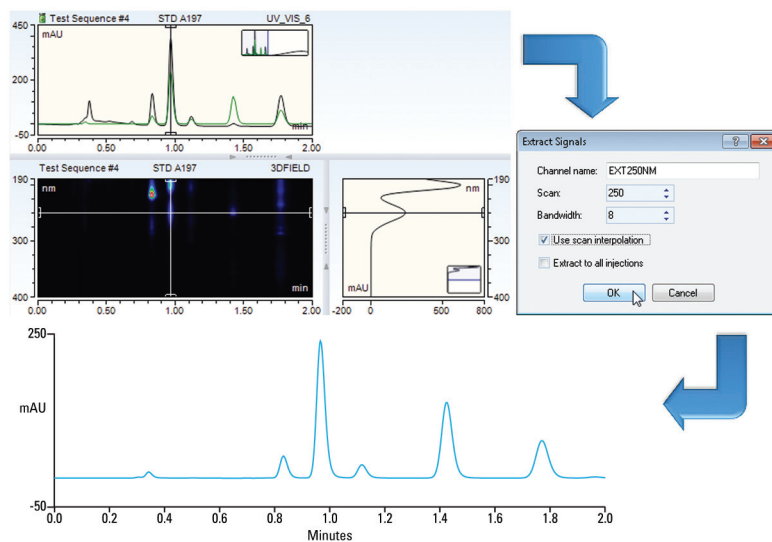 Test Sequence #4 STD A197 UV_VIS_6
450
mAU
200
-50
min
0.00 0.50 1.00 1.50 2.00
Test Sequence #4 STD A197 3DFIELD
190
nm
300
400
min
0.00 0.50 1.00 1.50 2.00
190
nm
300
mAU
400
-200 0 500 800
Extract Signals
Channel name: EXT250NM
Scan: 250
Bandwidth: 8
Use scan interpolation
Extract to all injections
OK Cancel
250
mAU
-50
0.0 0.2 0.4 0.6 0.8 1.0 1.2 1.4 1.6 1.8 2.0
Minutes